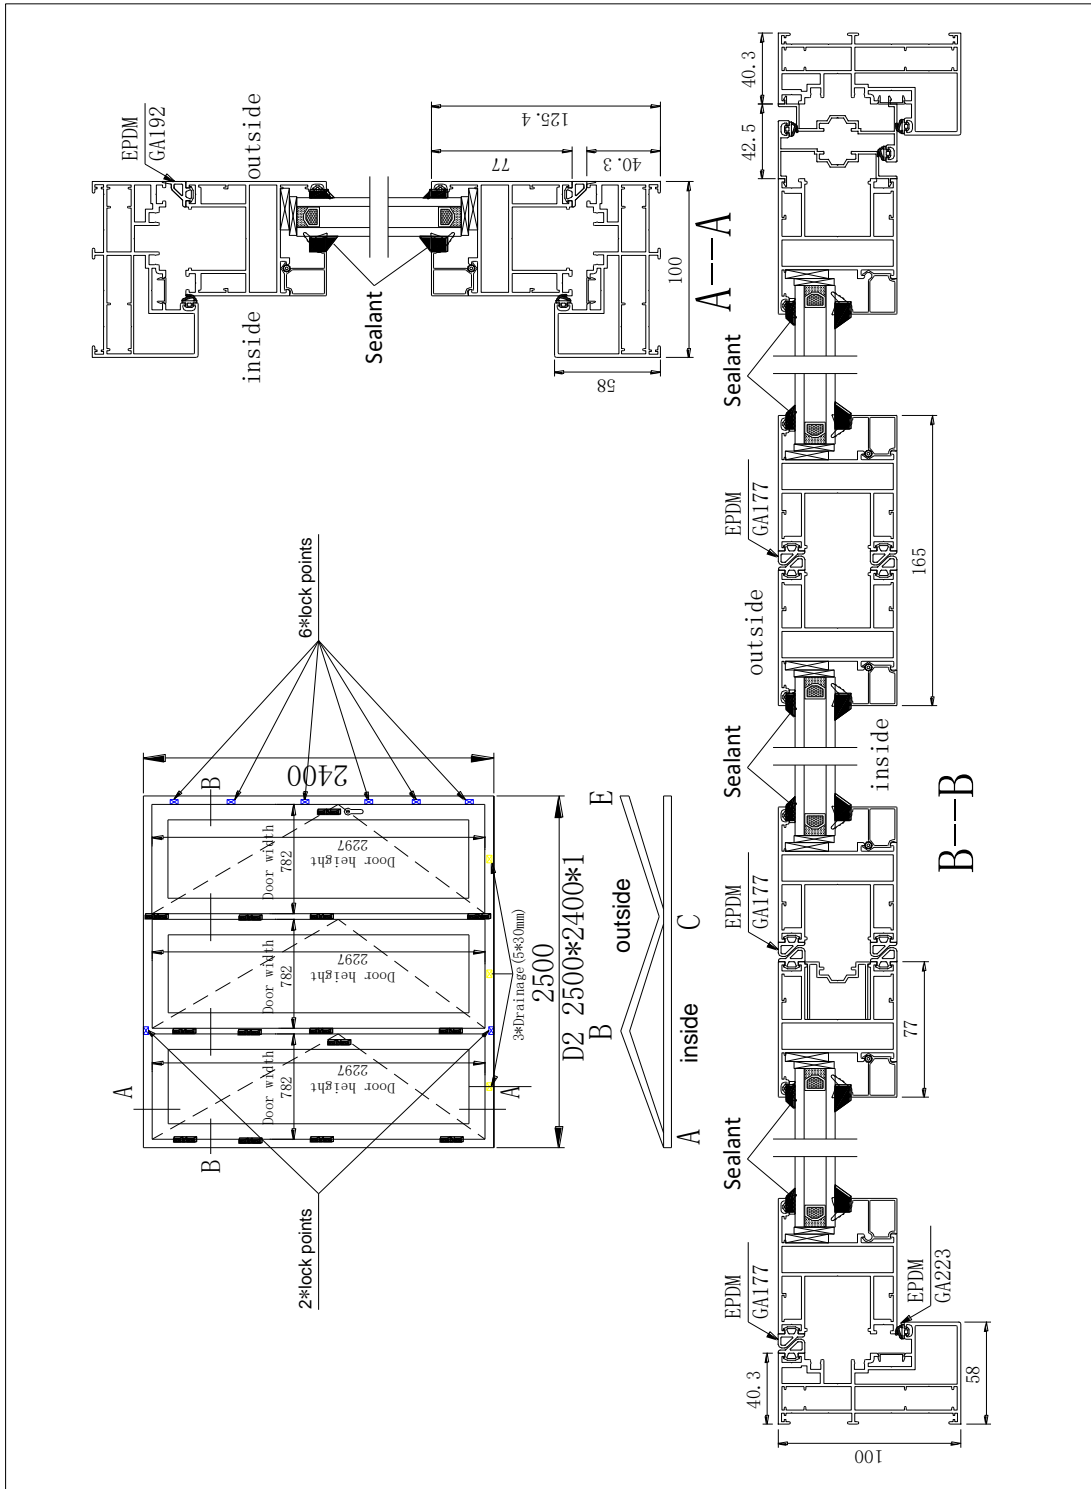 EPDM
GA192
outside
inside
Sealant
125.4
77
40.3
100
58
A--A
6*lock points
2400
B
B
A
A
Door width
782
2297
Door height
Door width
782
2297
Door height
Door width
782
2297
Door height
3*Drainage(5*30mm)
2500
D2 2500*2400*1
2*lock points
A
B
C
E
outside
inside
40.3
100
58
EPDM
GA177
EPDM
GA223
Sealant
77
EPDM
GA177
Sealant
outside
inside
165
EPDM
GA177
Sealant
42.5
40.3
B--B